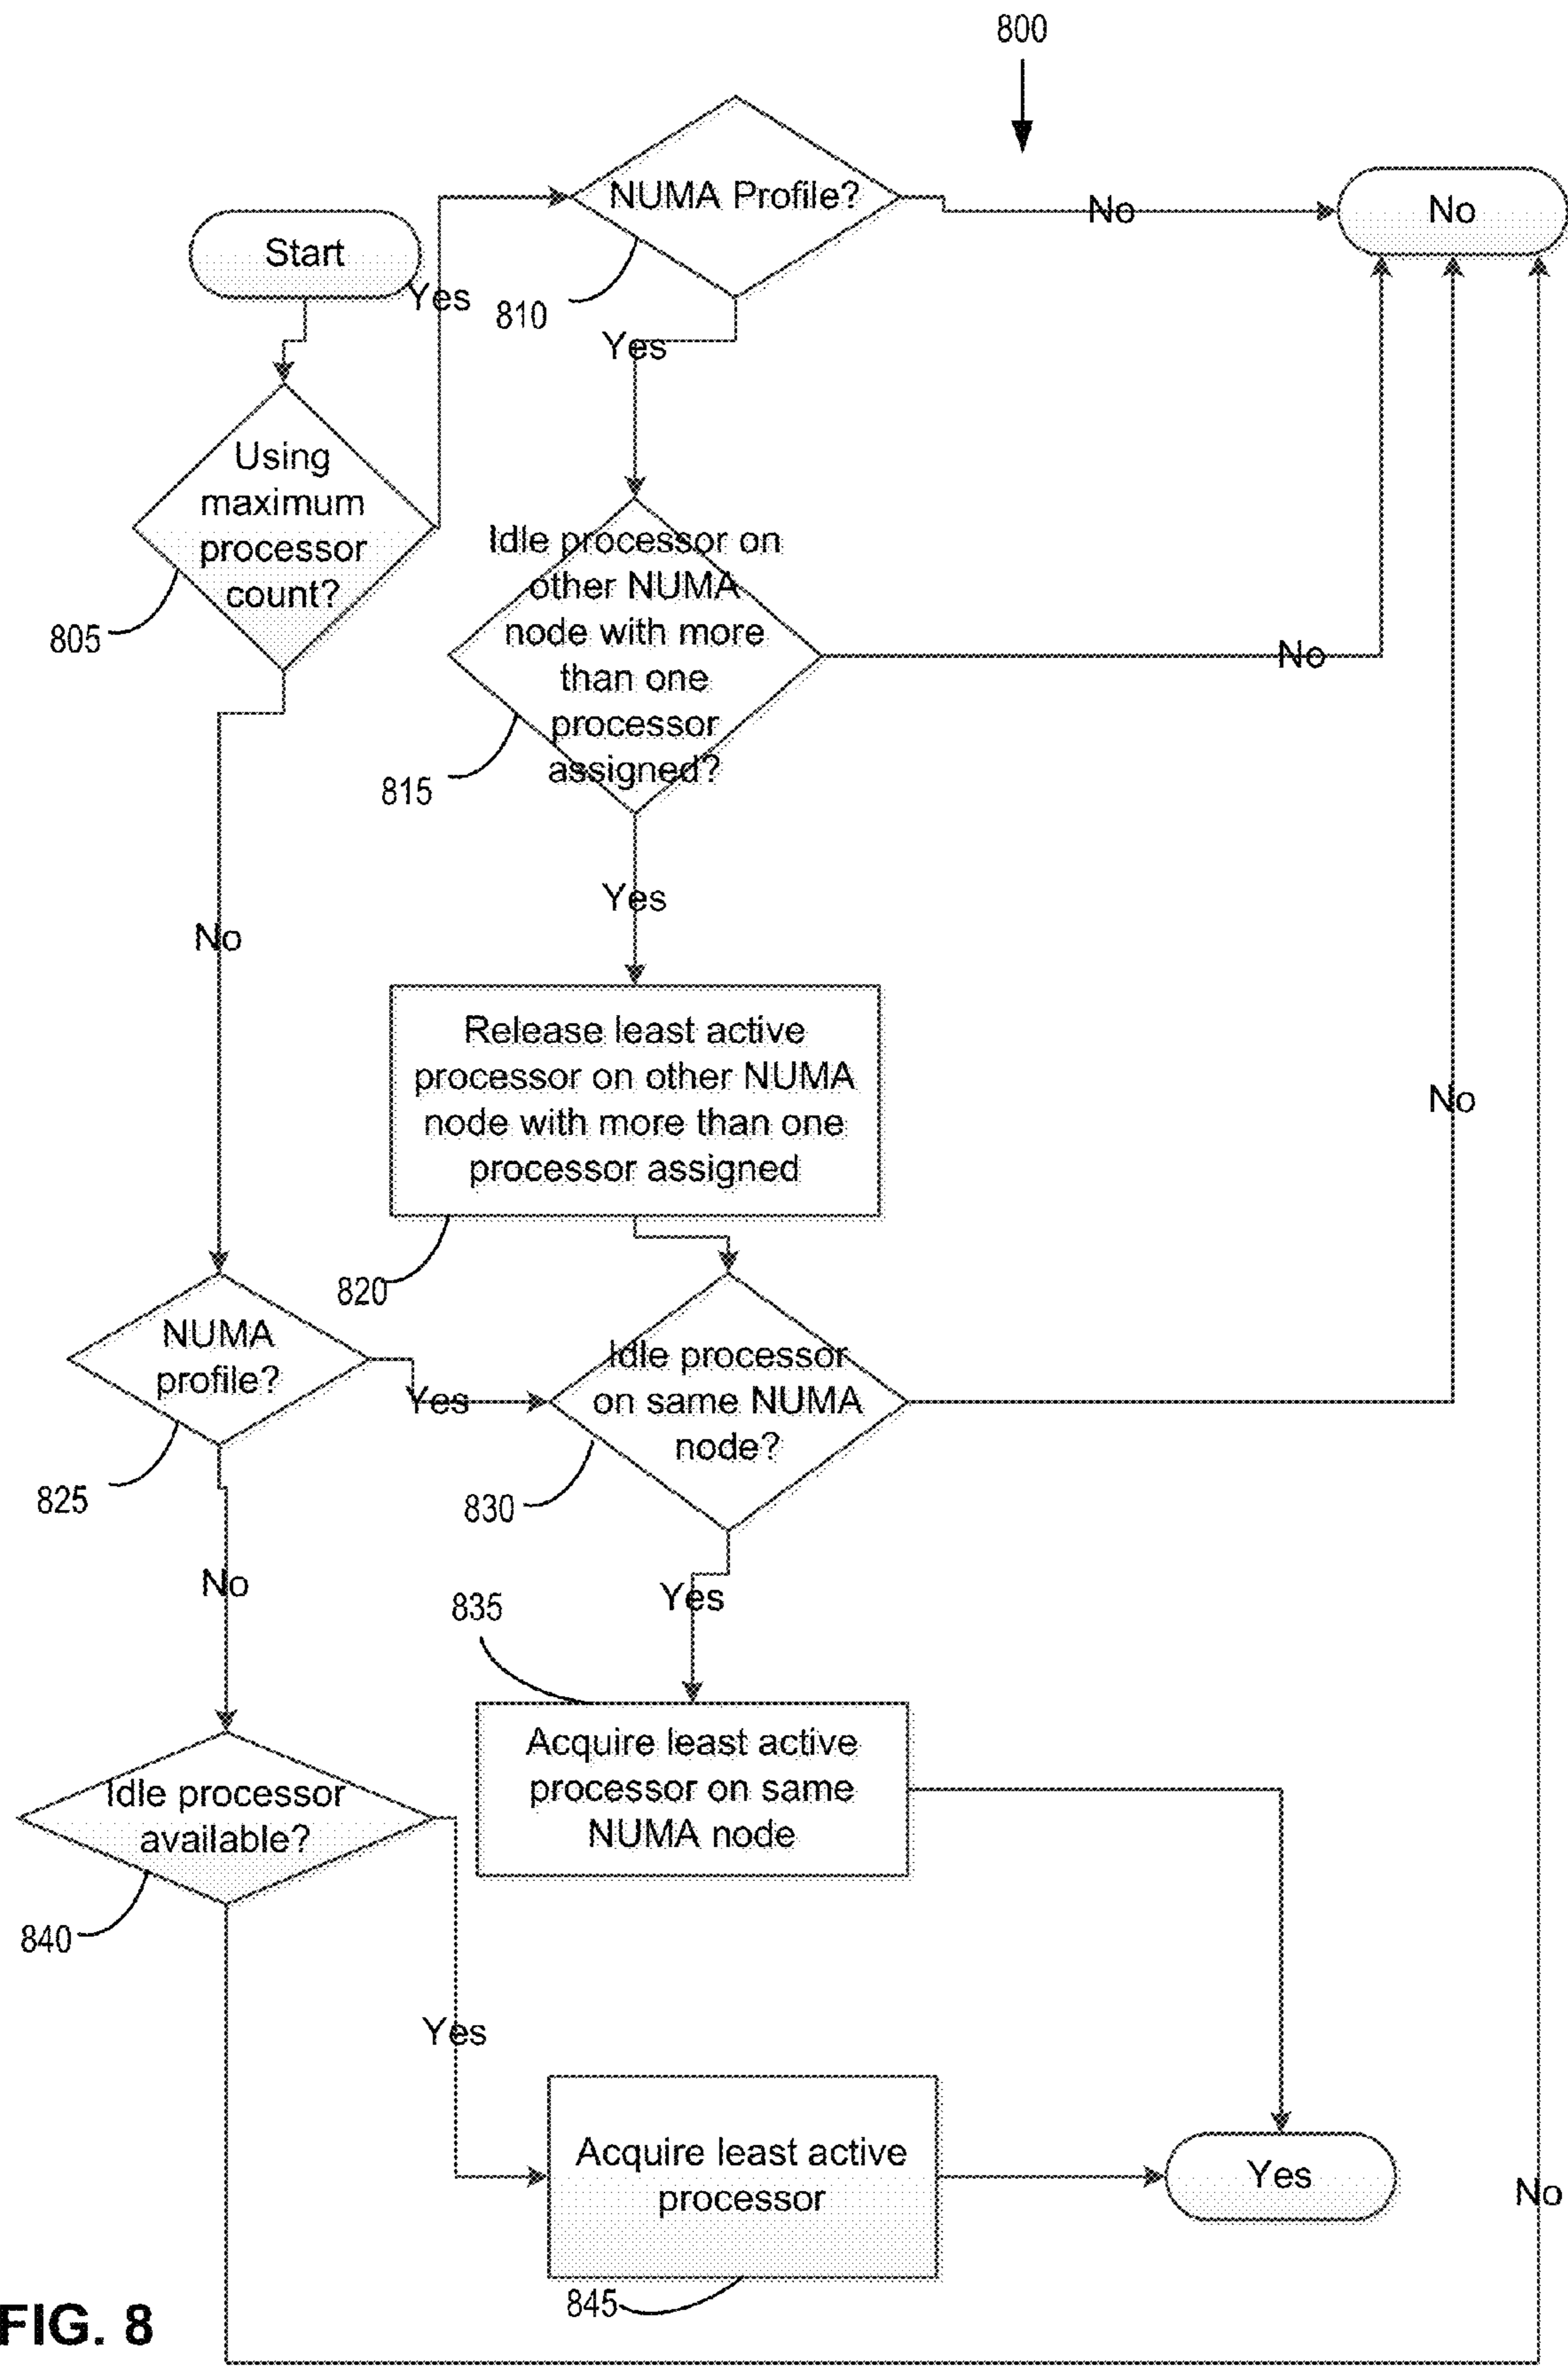 800
NUMA Profile?
No
No
Start
Yes
810
Yes
Using
maximum
processor
count?
805
Idle processor on
other NUMA
node with more
than one
processor
assigned?
No
815
Yes
No
Release least active
processor on other NUMA
node with more than one
processor assigned
No
820
NUMA
profile?
Yes
Idle processor
on same NUMA
node?
825
830
No
Yes
835
Acquire least active
processor on same
NUMA node
Idle processor
available?
840
Yes
Acquire least active
processor
Yes
No
845
FIG. 8